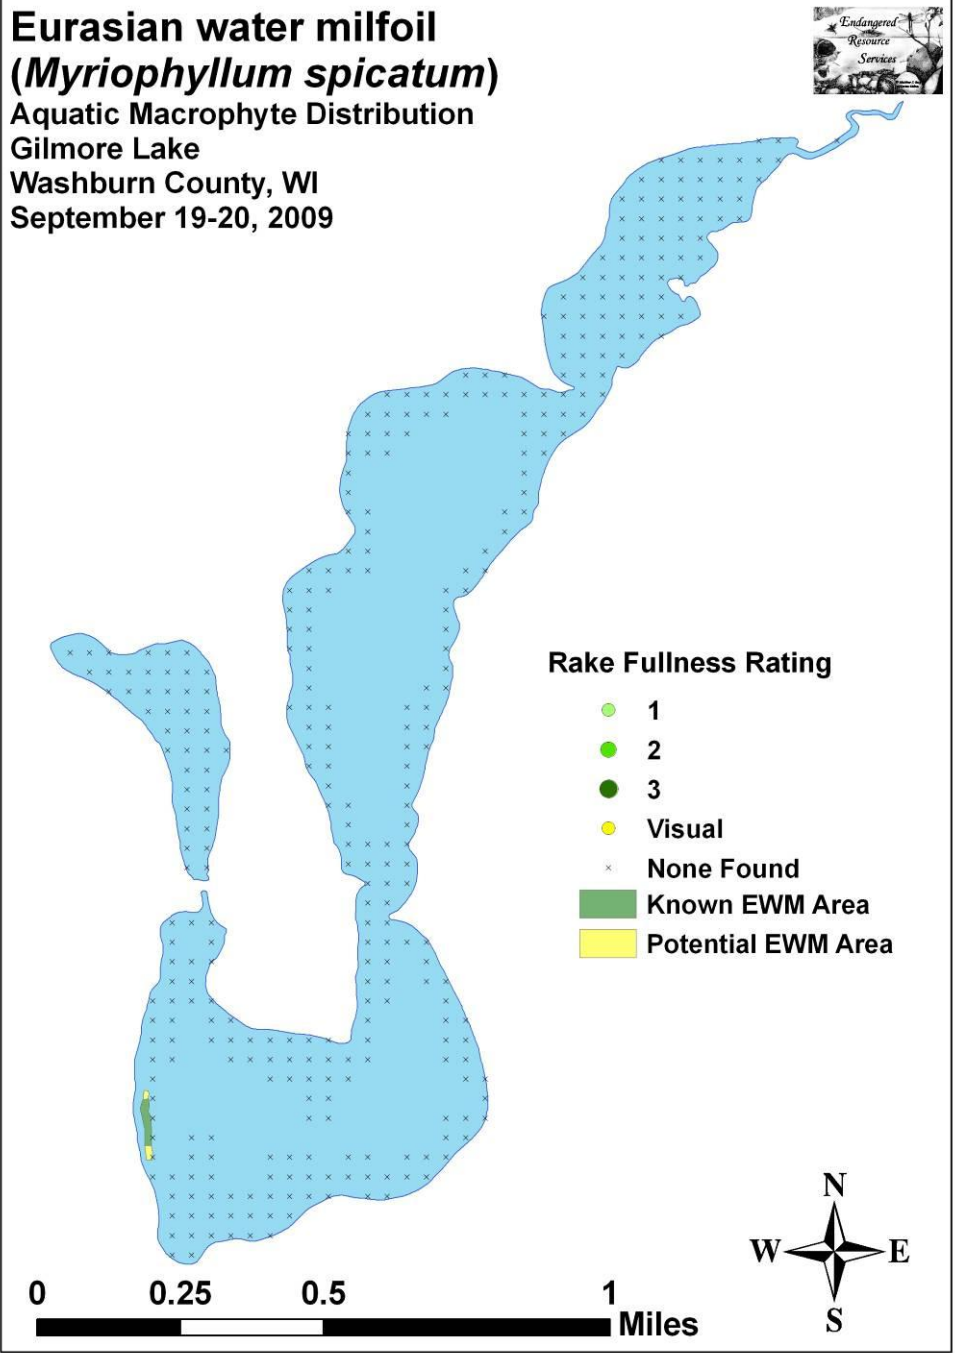 Eurasian water milfoil
(Myriophyllum spicatum)
Aquatic Macrophyte Distribution
Gilmore Lake
Washburn County, WI
September 19-20, 2009
Endangered
Resource
Services
Rake Fullness Rating
1
2
3
Visual
None Found
Known EWM Area
Potential EWM Area
N
W E
S
0 0.25 0.5 1
Miles